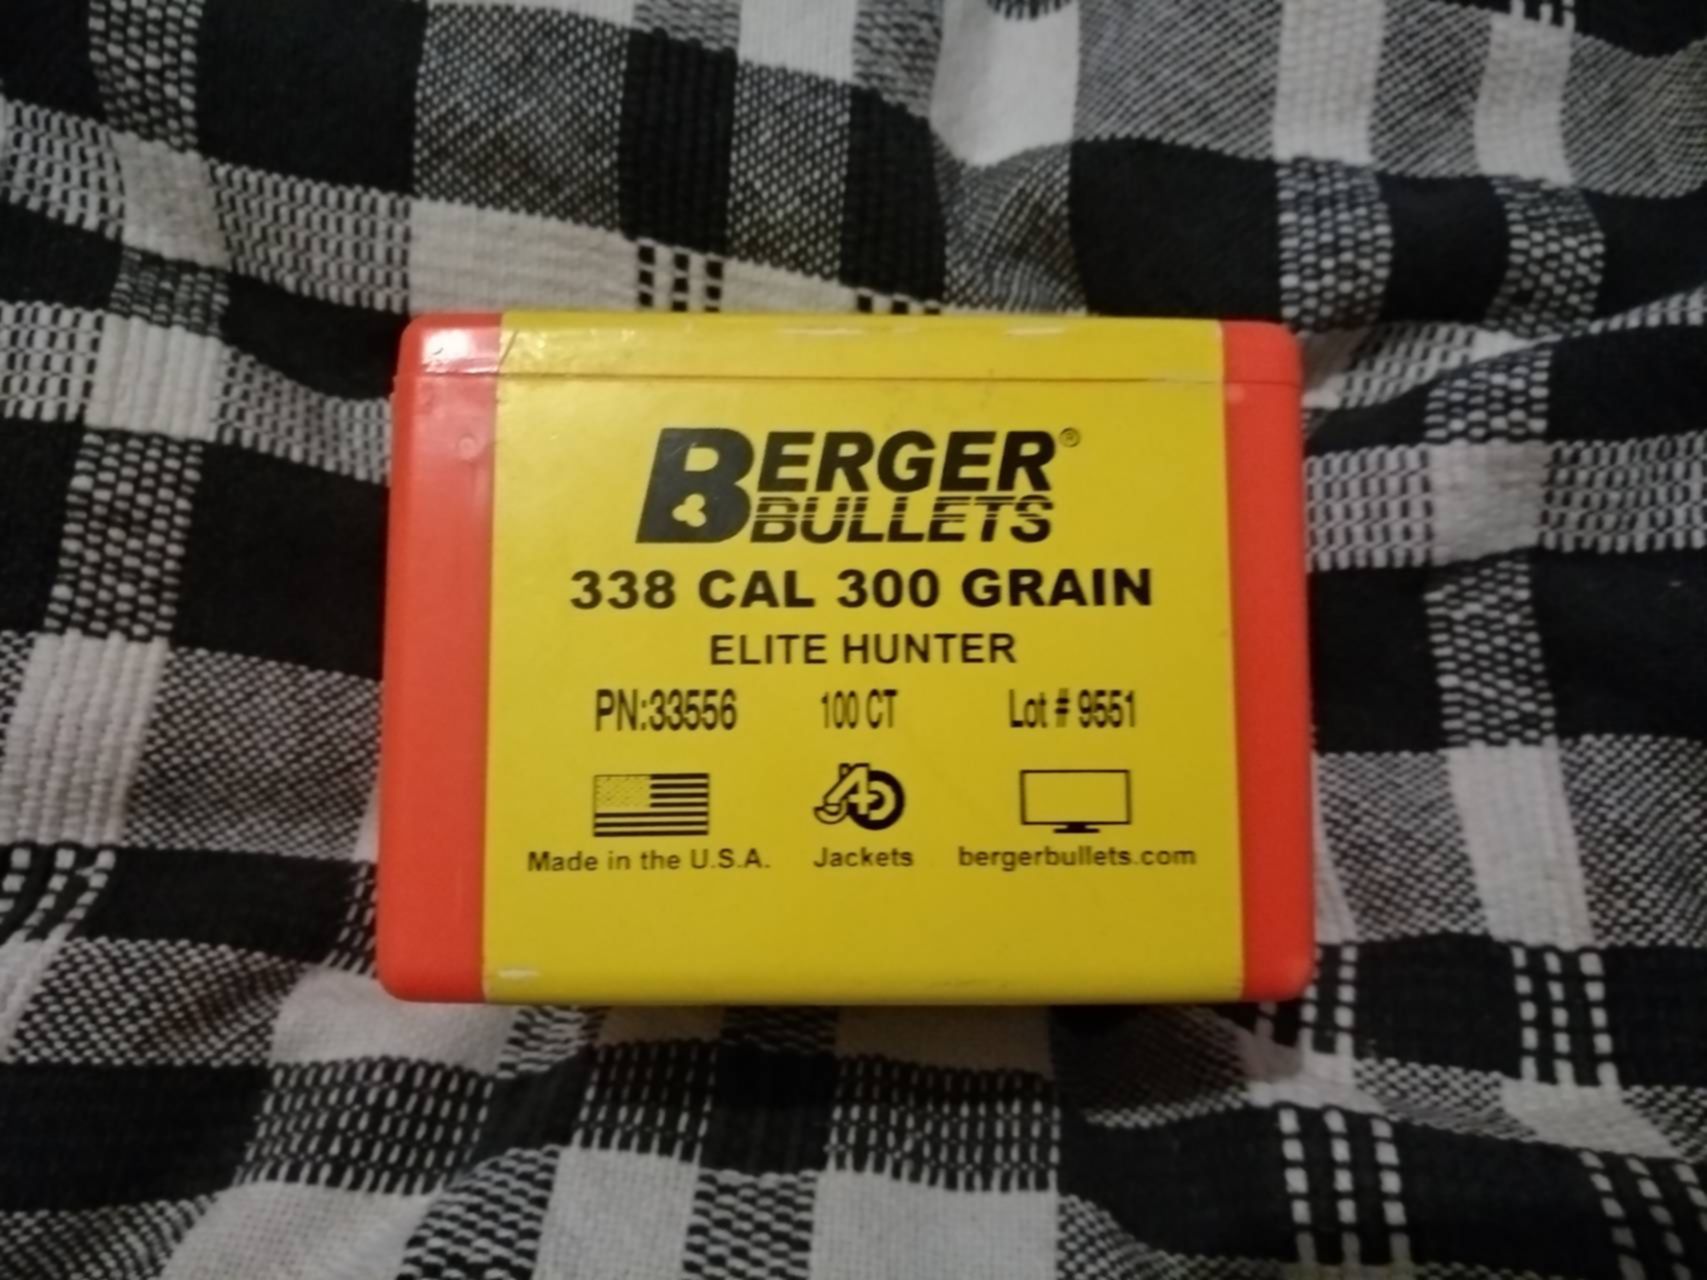 BERGER®
BULLETS
338 CAL 300 GRAIN
ELITE HUNTER
PN:33556 100 CT Lot # 9551
J4
Made in the U.S.A. Jackets bergerbullets.com